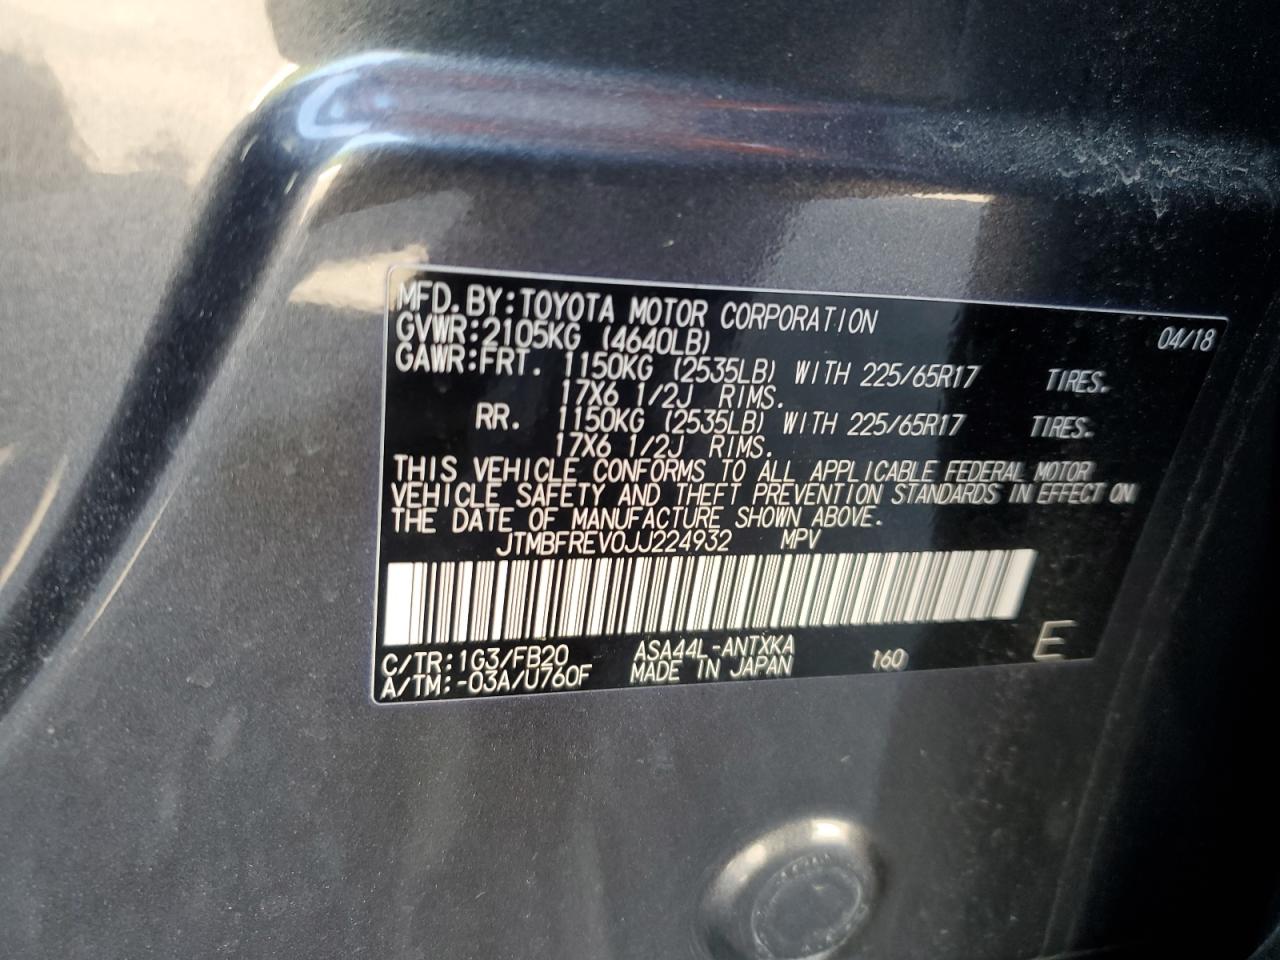 MFD. BY: TOYOTA MOTOR CORPORATION 04/18
GVWR: 2105KG (4640LB)
GAWR: FRT. 1150KG (2535LB) WITH 225/65R17 TIRES.
17X6 1/2J RIMS.
RR. 1150KG (2535LB) WITH 225/65R17 TIRES.
17X6 1/2J RIMS.
THIS VEHICLE CONFORMS TO ALL APPLICABLE FEDERAL MOTOR
VEHICLE SAFETY AND THEFT PREVENTION STANDARDS IN EFFECT ON
THE DATE OF MANUFACTURE SHOWN ABOVE.
JTMBFREV0JJ224932 MPV
C/TR: 1G3/FB20 ASA44L-ANTXKA 160 E
A/TM: -03A/U760F MADE IN JAPAN